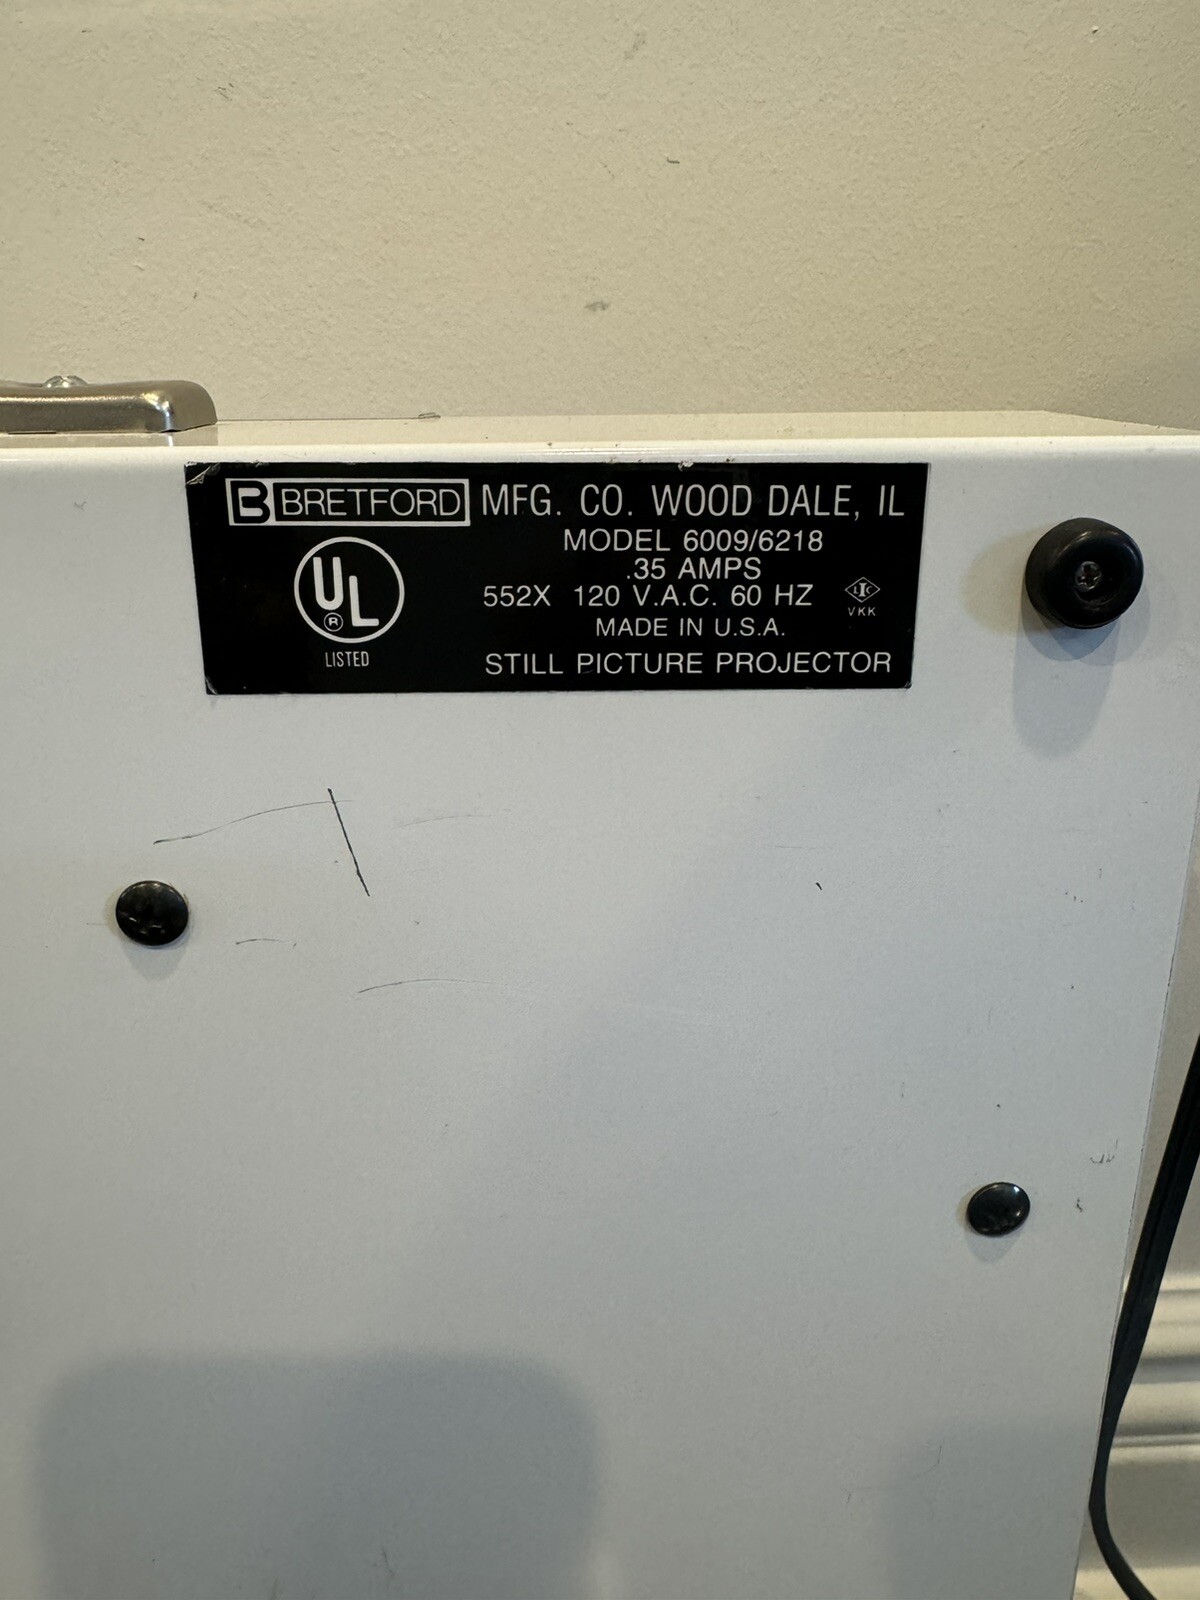 B BRETFORD MFG. CO. WOOD DALE, IL
MODEL 6009/6218
.35 AMPS
552X 120 V.A.C. 60 HZ
MADE IN U.S.A.
STILL PICTURE PROJECTOR
UL
®
LISTED
LIC
VKK